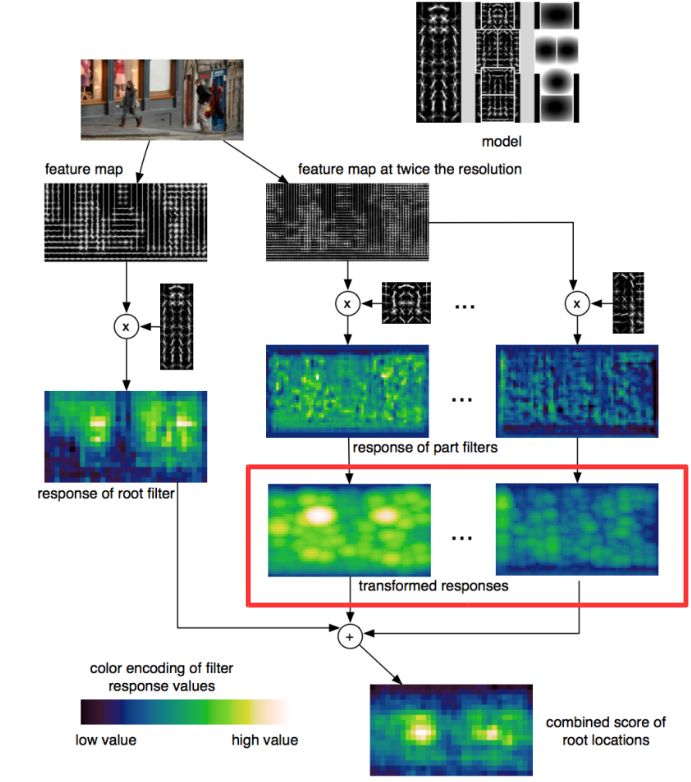 model
feature map
feature map at twice the resolution
x
x
x
...
...
response of part filters
response of root filter
...
transformed responses
+
color encoding of filter
response values
low value
high value
combined score of
root locations